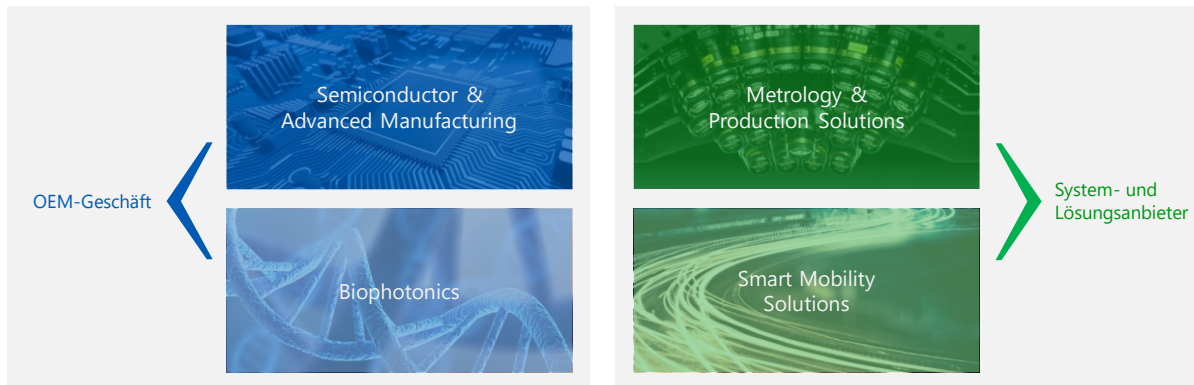 OEM-Geschäft
Semiconductor &
Advanced Manufacturing
Biophotonics
Metrology &
Production Solutions
Smart Mobility
Solutions
System- und
Lösungsanbieter